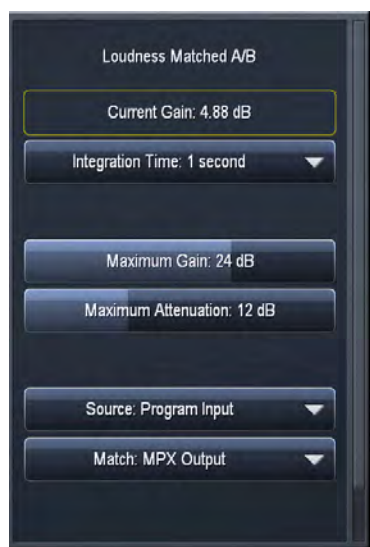 Loudness Matched A/B
Current Gain: 4.88 dB
Integration Time: 1 second
Maximum Gain: 24 dB
Maximum Attenuation: 12 dB
Source: Program Input
Match: MPX Output